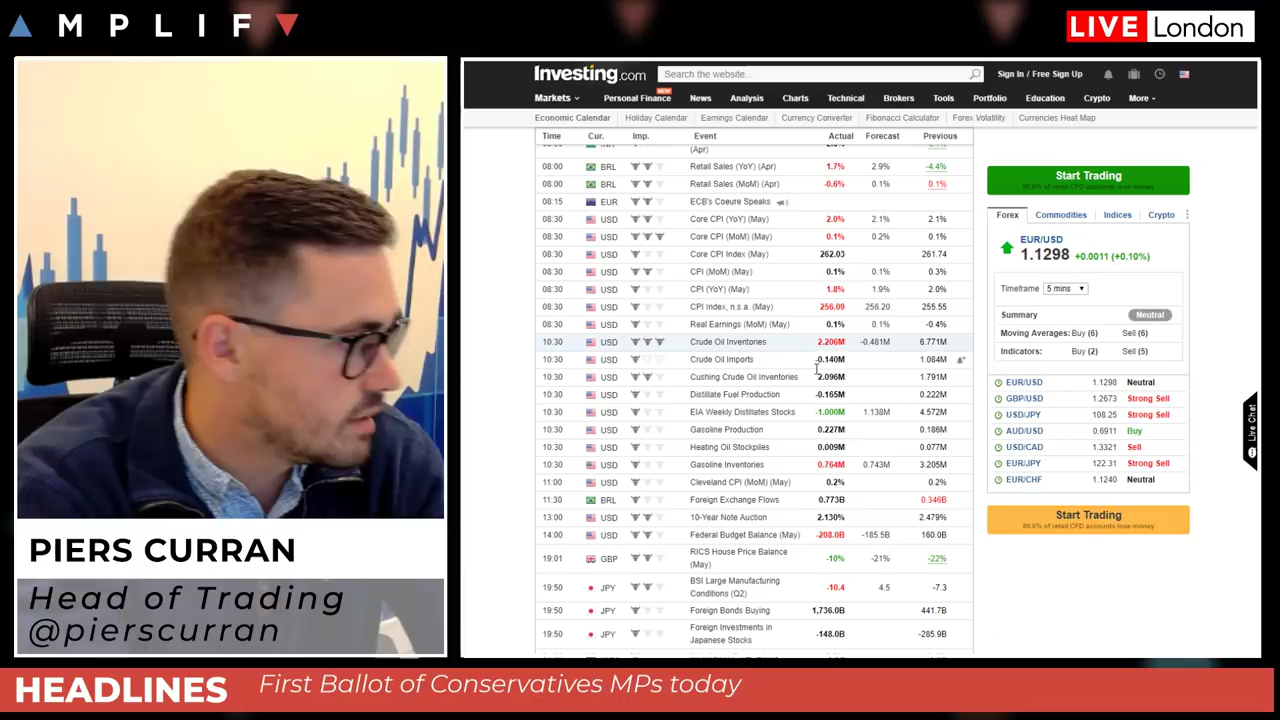 AMPLIFY
LIVE London
Investing.com
Search the website...
Sign In / Free Sign Up
Markets
Personal Finance
NEW
News
Analysis
Charts
Technical
Brokers
Tools
Portfolio
Education
Crypto
More
Economic Calendar
Holiday Calendar
Earnings Calendar
Currency Converter
Fibonacci Calculator
Forex Volatility
Currencies Heat Map
Time Cur. Imp. Event Actual Forecast Previous
(Apr)
08:00 BRL Retail Sales (YoY) (Apr) 1.7% 2.9% -4.4%
08:00 BRL Retail Sales (MoM) (Apr) -0.6% 0.1% 0.1%
08:15 EUR ECB's Coeure Speaks
08:30 USD Core CPI (YoY) (May) 2.0% 2.1% 2.1%
08:30 USD Core CPI (MoM) (May) 0.1% 0.2% 0.1%
08:30 USD Core CPI Index (May) 262.03 261.74
08:30 USD CPI (MoM) (May) 0.1% 0.1% 0.3%
08:30 USD CPI (YoY) (May) 1.8% 1.9% 2.0%
08:30 USD CPI Index, n.s.a. (May) 256.09 256.20 255.55
08:30 USD Real Earnings (MoM) (May) 0.1% 0.1% -0.4%
10:30 USD Crude Oil Inventories 2.206M -0.481M 6.771M
10:30 USD Crude Oil Imports -0.140M 1.084M
10:30 USD Cushing Crude Oil Inventories 2.096M 1.791M
10:30 USD Distillate Fuel Production -0.165M 0.222M
10:30 USD EIA Weekly Distillates Stocks -1.000M 1.138M 4.572M
10:30 USD Gasoline Production 0.227M 0.186M
10:30 USD Heating Oil Stockpiles 0.009M 0.077M
10:30 USD Gasoline Inventories 0.764M 0.743M 3.205M
11:00 USD Cleveland CPI (MoM) (May) 0.2% 0.2%
11:30 BRL Foreign Exchange Flows 0.773B 0.346B
13:00 USD 10-Year Note Auction 2.130% 2.479%
14:00 USD Federal Budget Balance (May) -208.0B -185.5B 160.0B
19:01 GBP RICS House Price Balance (May) -10% -21% -22%
19:50 JPY BSI Large Manufacturing Conditions (Q2) -10.4 4.5 -7.3
19:50 JPY Foreign Bonds Buying 1,736.0B 441.7B
19:50 JPY Foreign Investments in Japanese Stocks -148.0B -285.9B
Start Trading
80.6% of retail CFD accounts lose money
Forex Commodities Indices Crypto
EUR/USD
1.1298 +0.0011 (+0.10%)
Timeframe 5 mins
Summary Neutral
Moving Averages: Buy (6) Sell (6)
Indicators: Buy (2) Sell (5)
EUR/USD 1.1298 Neutral
GBP/USD 1.2673 Strong Sell
USD/JPY 108.25 Strong Sell
AUD/USD 0.6911 Buy
USD/CAD 1.3321 Sell
EUR/JPY 122.31 Strong Sell
EUR/CHF 1.1240 Neutral
Start Trading
80.6% of retail CFD accounts lose money
Live Chat
PIERS CURRAN
Head of Trading
@pierscurran
HEADLINES
First Ballot of Conservatives MPs today